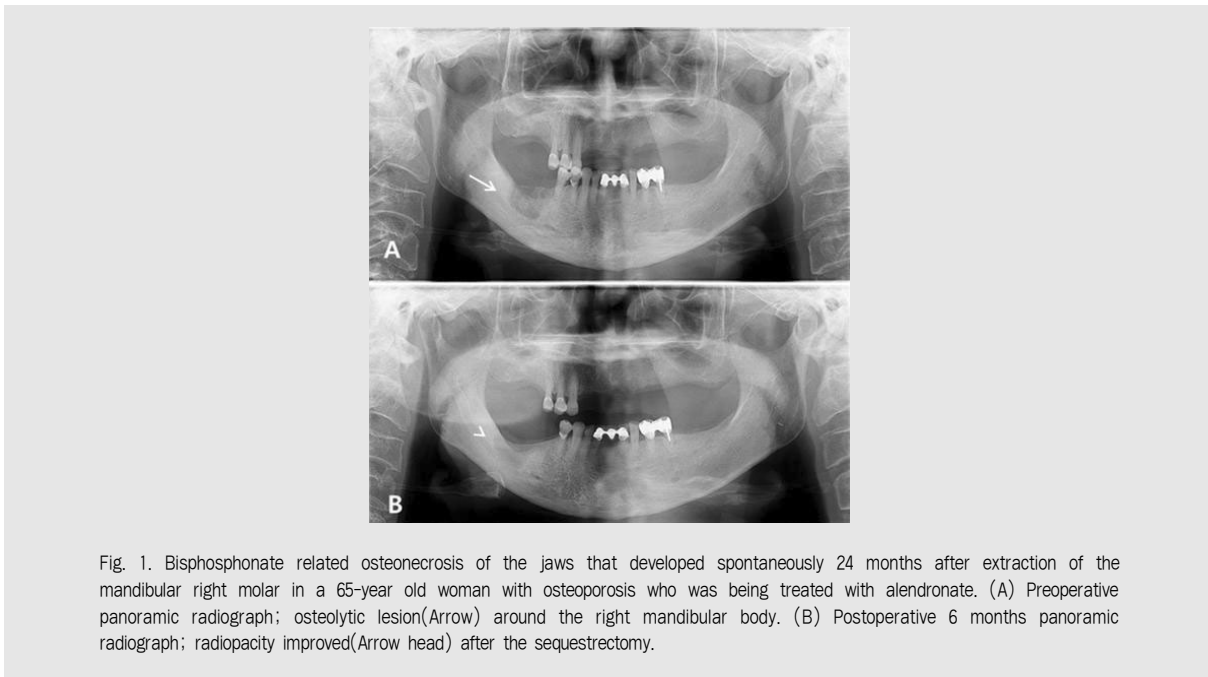 A
B
Fig. 1. Bisphosphonate related osteonecrosis of the jaws that developed spontaneously 24 months after extraction of the
mandibular right molar in a 65-year old woman with osteoporosis who was being treated with alendronate. (A) Preoperative
panoramic radiograph; osteolytic lesion(Arrow) around the right mandibular body. (B) Postoperative 6 months panoramic
radiograph; radiopacity improved(Arrow head) after the sequestrectomy.